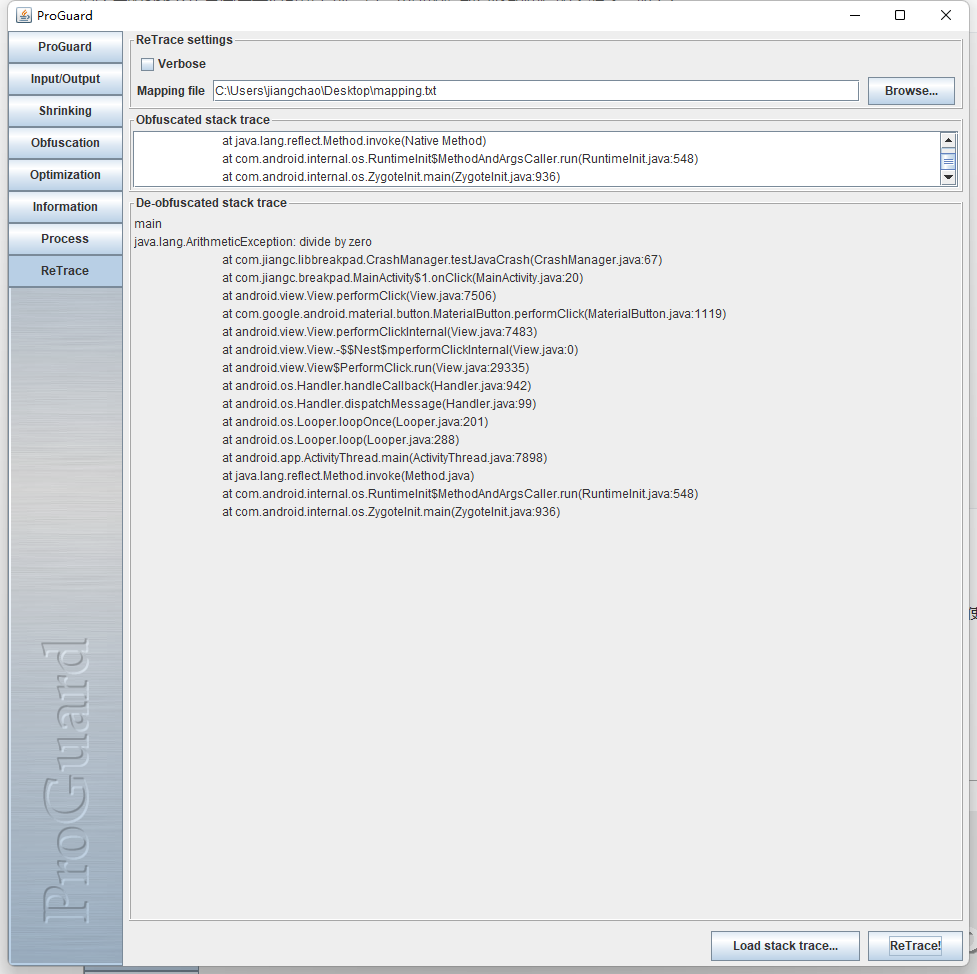 ProGuard
ProGuard
Input/Output
Shrinking
Obfuscation
Optimization
Information
Process
ReTrace
ProGuard
ReTrace settings
Verbose
Mapping file C:\Users\jiangchao\Desktop\mapping.txt Browse...
Obfuscated stack trace
at java.lang.reflect.Method.invoke(Native Method)
at com.android.internal.os.RuntimeInit$MethodAndArgsCaller.run(RuntimeInit.java:548)
at com.android.internal.os.ZygoteInit.main(ZygoteInit.java:936)
De-obfuscated stack trace
main
java.lang.ArithmeticException: divide by zero
at com.jiangc.libbreakpad.CrashManager.testJavaCrash(CrashManager.java:67)
at com.jiangc.breakpad.MainActivity$1.onClick(MainActivity.java:20)
at android.view.View.performClick(View.java:7506)
at com.google.android.material.button.MaterialButton.performClick(MaterialButton.java:1119)
at android.view.View.performClickInternal(View.java:7483)
at android.view.View.-$$Nest$mperformClickInternal(View.java:0)
at android.view.View$PerformClick.run(View.java:29335)
at android.os.Handler.handleCallback(Handler.java:942)
at android.os.Handler.dispatchMessage(Handler.java:99)
at android.os.Looper.loopOnce(Looper.java:201)
at android.os.Looper.loop(Looper.java:288)
at android.app.ActivityThread.main(ActivityThread.java:7898)
at java.lang.reflect.Method.invoke(Method.java)
at com.android.internal.os.RuntimeInit$MethodAndArgsCaller.run(RuntimeInit.java:548)
at com.android.internal.os.ZygoteInit.main(ZygoteInit.java:936)
Load stack trace... ReTrace!